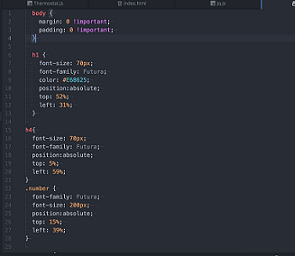 Thermostat.js index.html jq.js
1 body {
2 margin: 0 !important;
3 padding: 0 !important;
4 }
5
6 h1 {
7 font-size: 70px;
8 font-family: Futura;
9 color: #E6B625;
10 position:absolute;
11 top: 52%;
12 left: 31%;
13 }
14
15 h4{
16 font-size: 70px;
17 font-family: Futura;
18 position:absolute;
19 top: 5%;
20 left: 59%;
21 }
22 .number {
23 font-family: Futura;
24 font-size: 200px;
25 position:absolute;
26 top: 15%;
27 left: 39%;
28 }
29